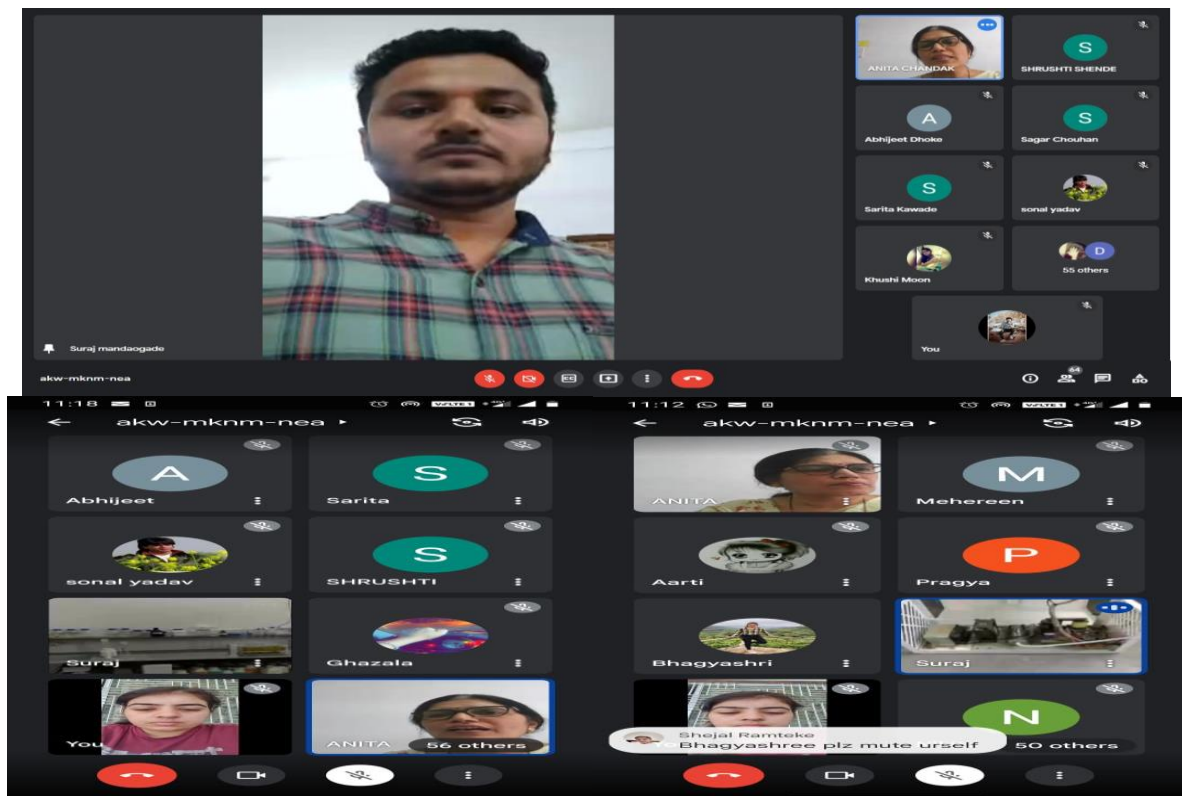 ANITA CHANDAK
S
SHRUSHTI SHENDE
A
Abhijeet Dhoke
S
Sagar Chouhan
S
Sarita Kawade
sonal yadav
Khushi Moon
D
55 others
You
Suraj mandaogade
akw-mknm-nea
CC
64
11:18
akw-mknm-nea
A
Abhijeet
S
Sarita
sonal yadav
S
SHRUSHTI
Suraj
Ghazala
You
ANITA
56 others
11:12
akw-mknm-nea
ANITA
M
Mehereen
Aarti
P
Pragya
Bhagyashri
Suraj
N
Shejal Ramteke
Bhagyashree plz mute urself
50 others